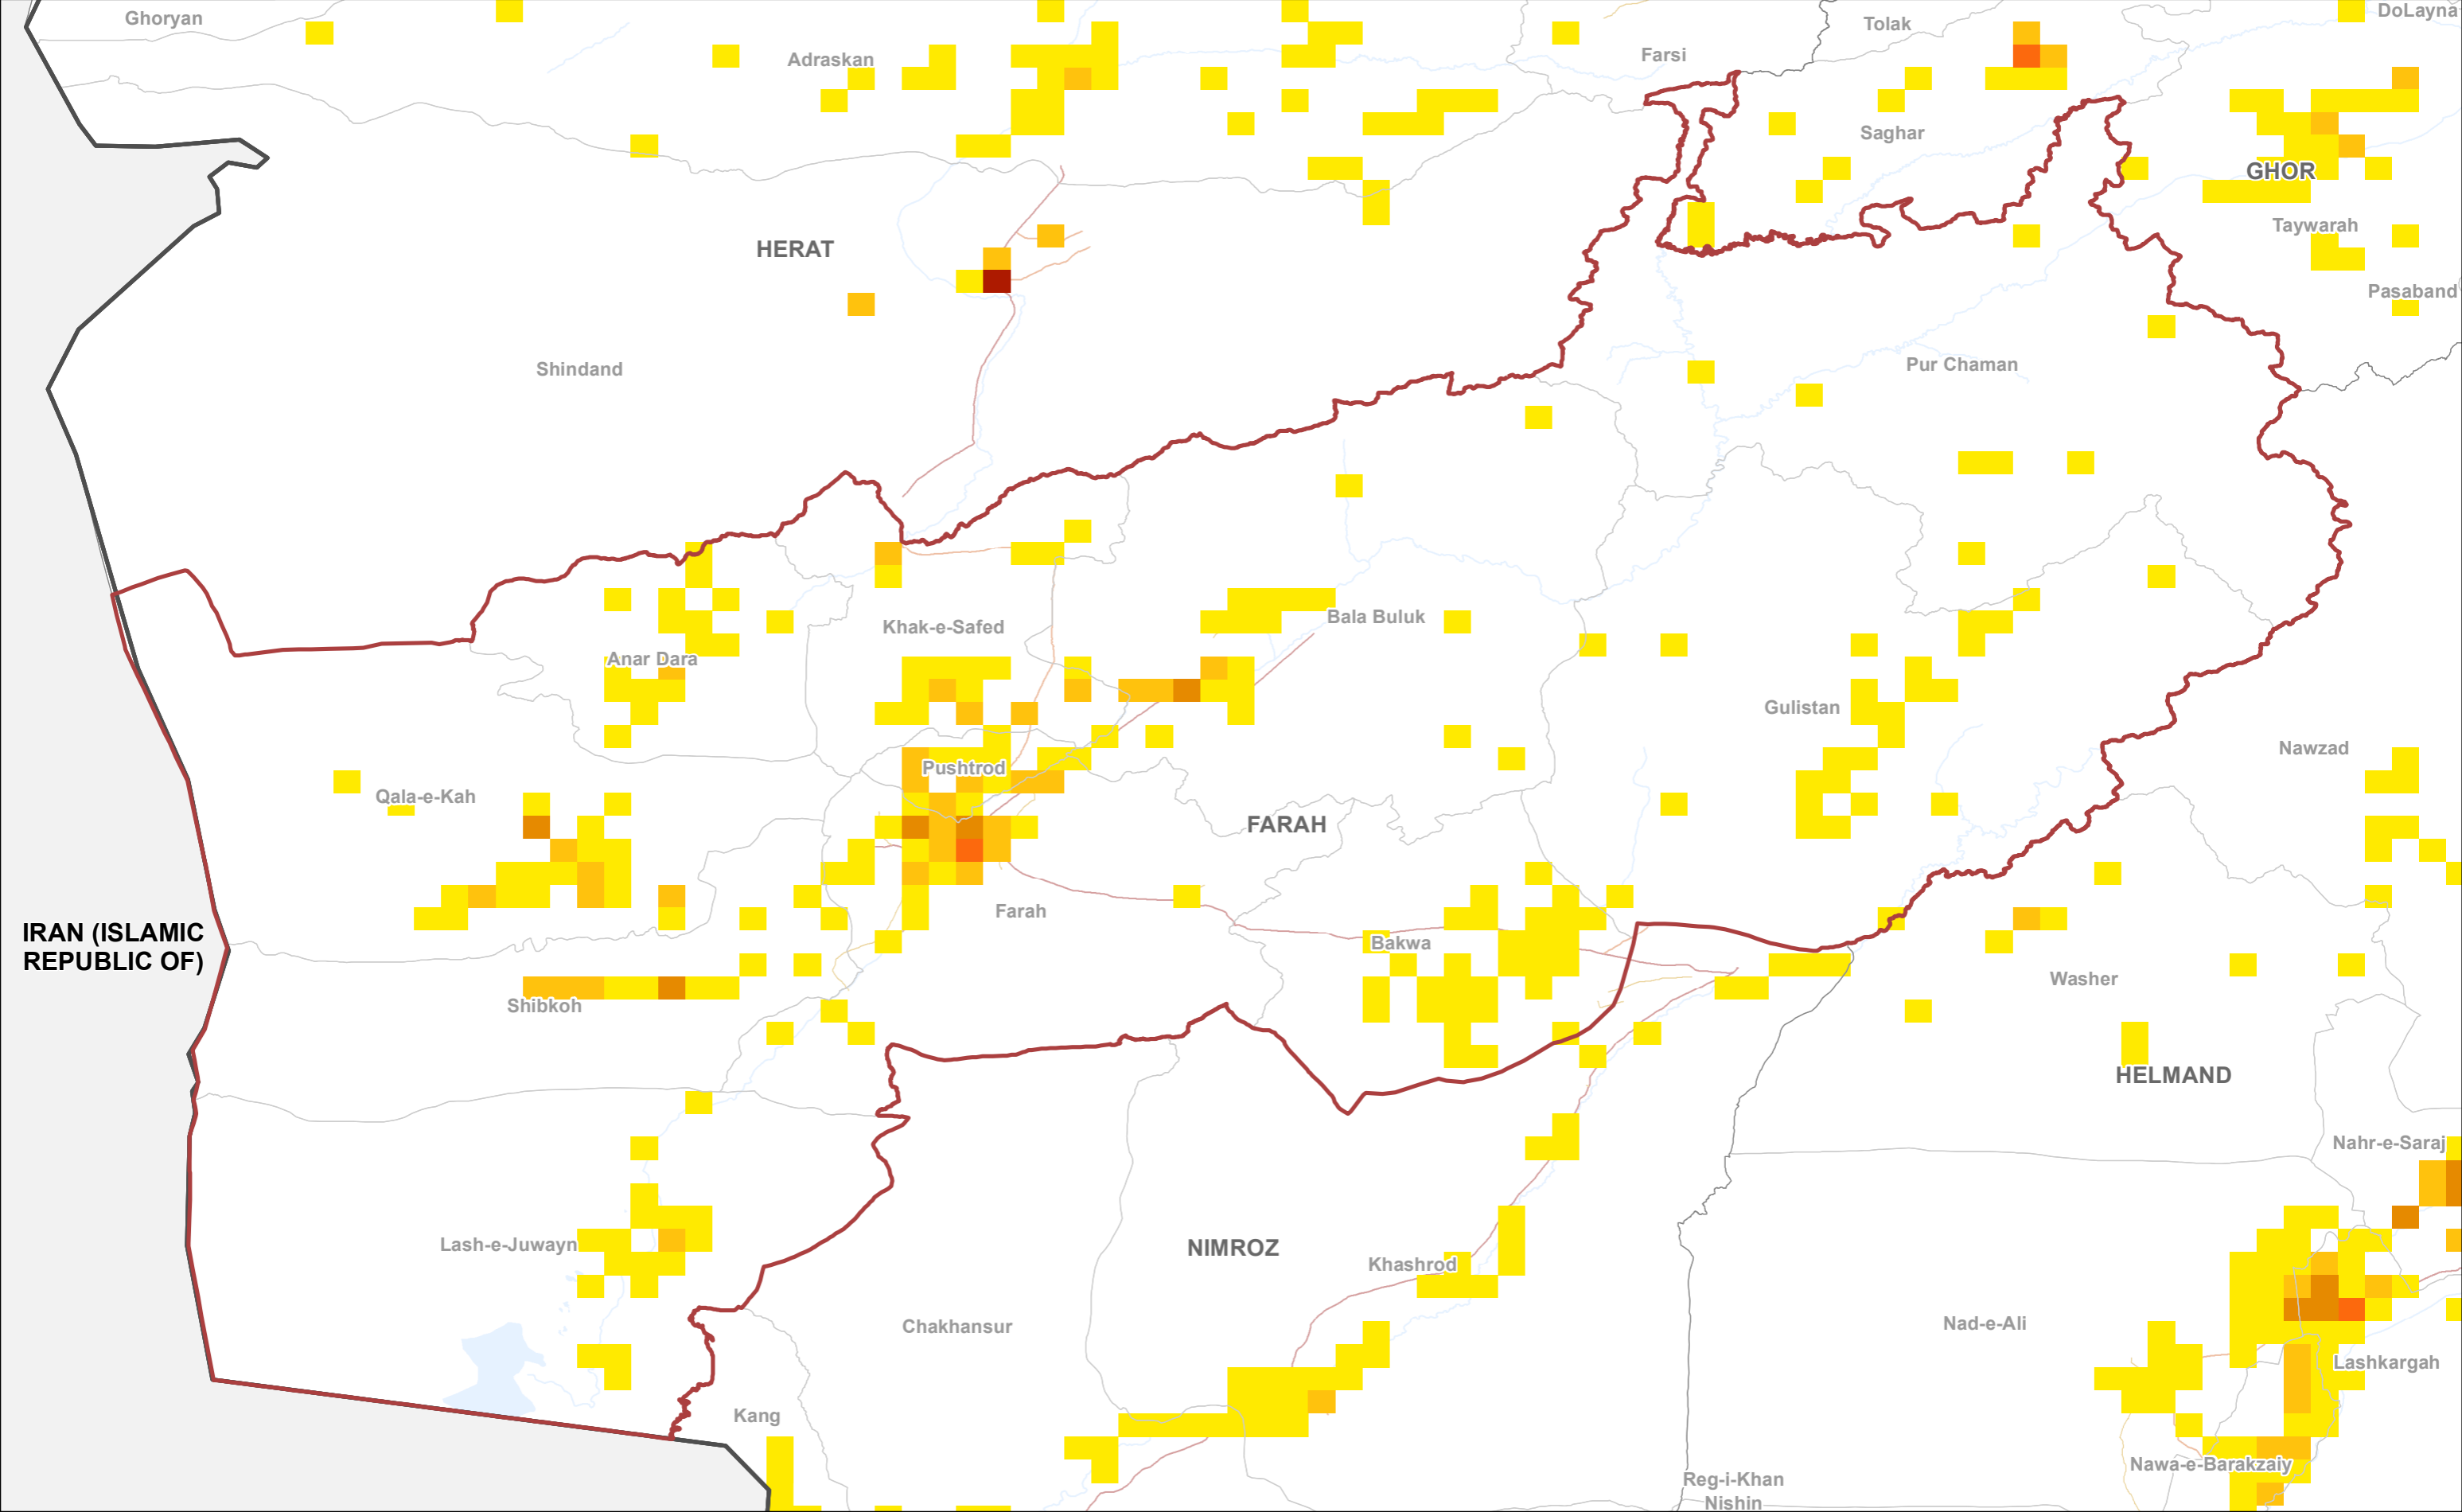 Ghoryan
DoLayna
Tolak
Farsi
Adraskan
Saghar
GHOR
Taywarah
HERAT
Pasaband
Shindand
Pur Chaman
Bala Buluk
Khak-e-Safed
Anar Dara
Gulistan
Nawzad
Pushtrod
Qala-e-Kah
FARAH
Farah
IRAN (ISLAMIC
REPUBLIC OF)
Bakwa
Washer
Shibkoh
HELMAND
Nahr-e-Saraj
Lash-e-Juwayn
NIMROZ
Khashrod
Chakhansur
Nad-e-Ali
Lashkargah
Kang
Nawa-e-Barakzaiy
Reg-i-Khan
Nishin